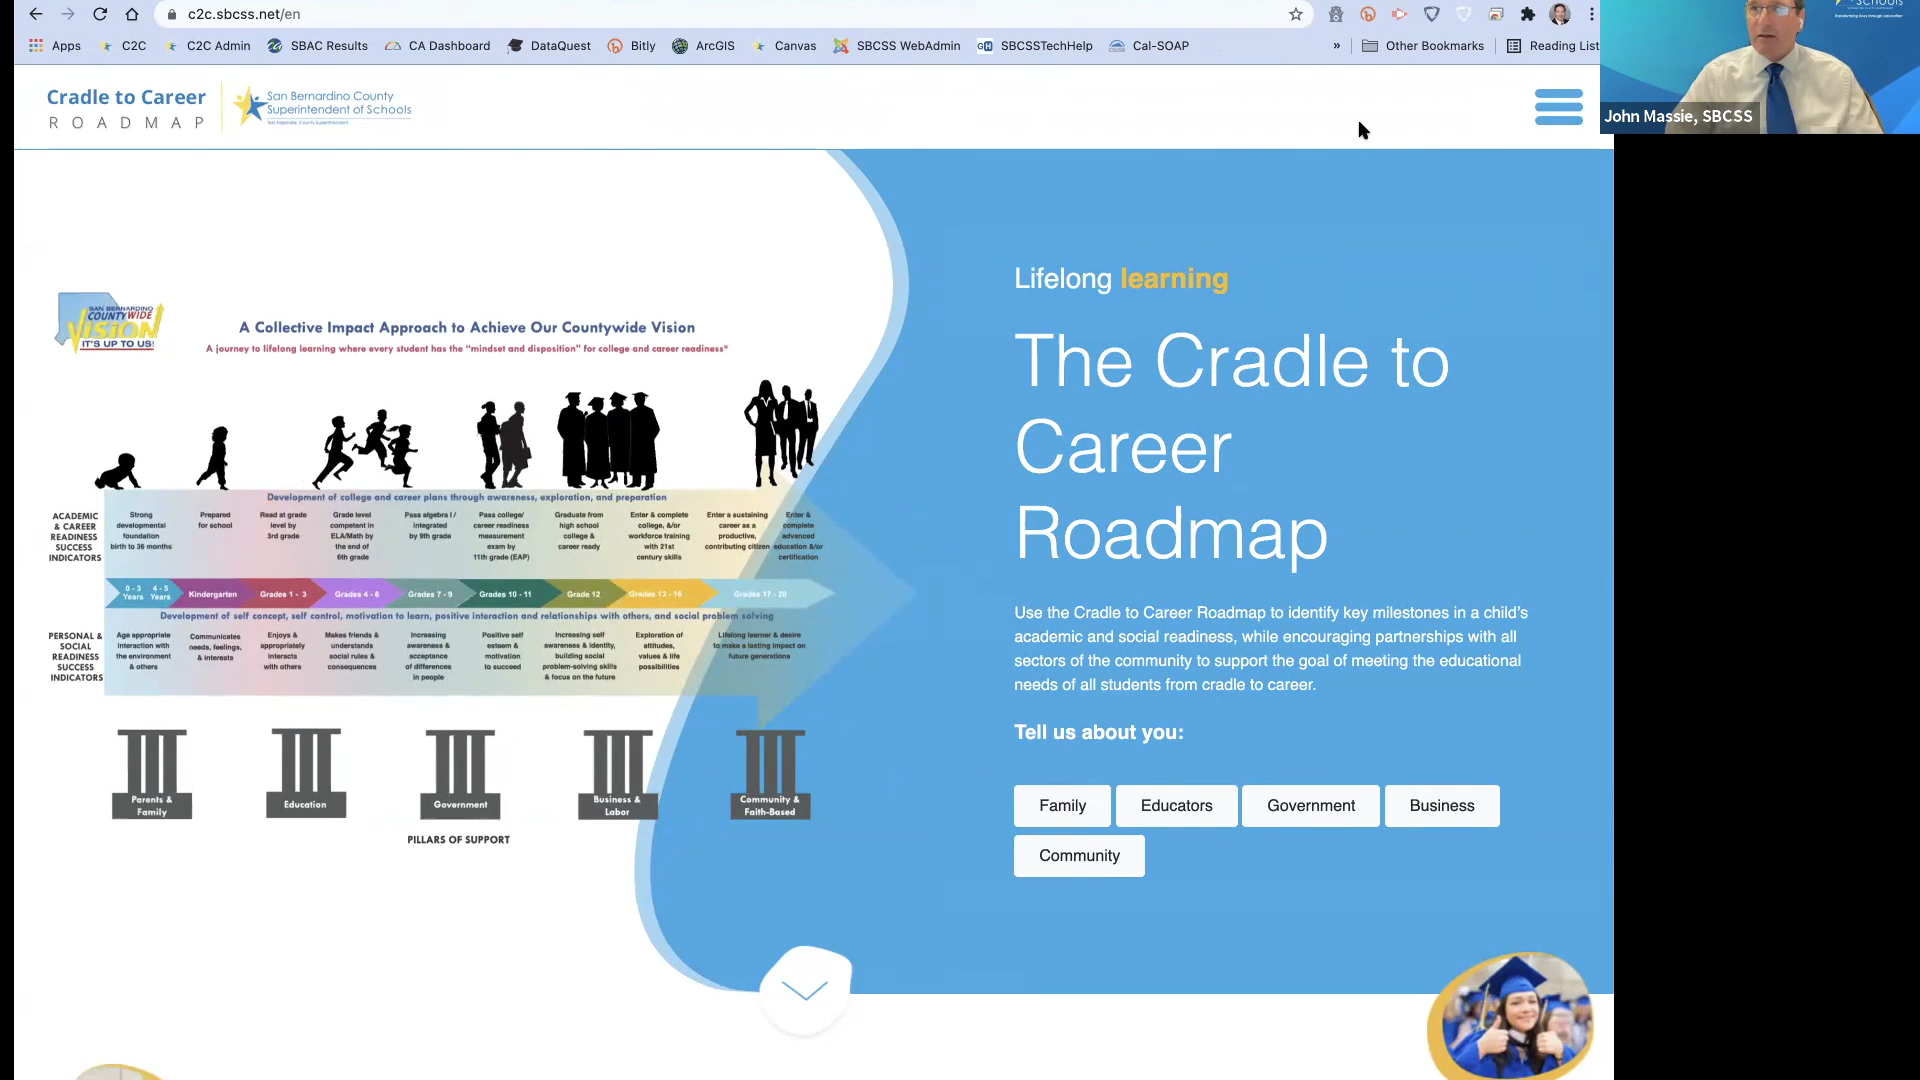 c2c.sbcss.net/en
Apps C2C C2C Admin SBAC Results CA Dashboard DataQuest Bitly ArcGIS Canvas SBCSS WebAdmin SBCSSTechHelp Cal-SOAP » Other Bookmarks Reading List
Schools
John Massie, SBCSS
Cradle to Career
ROADMAP
San Bernardino County
Superintendent of Schools
SAN BERNARDINO
COUNTYWIDE
VISION
IT'S UP TO US!
A Collective Impact Approach to Achieve Our Countywide Vision
A journey to lifelong learning where every student has the “mindset and disposition” for college and career readiness*
Development of college and career plans through awareness, exploration, and preparation
ACADEMIC
& CAREER
READINESS
SUCCESS
INDICATORS
Strong
developmental
foundation
birth to 36 months
Prepared
for school
Read at grade
level by
3rd grade
Grade level
competent in
ELA/Math by
the end of
6th grade
Pass algebra I /
integrated
by 9th grade
Pass college/
career readiness
measurement
exam by
11th grade (EAP)
Graduate from
high school
college &
career ready
Enter & complete
college, &/or
workforce training
with 21st
century skills
Enter a sustaining
career as a
productive,
contributing citizen
Enter &
complete
advanced
education &/or
certification
0 - 3
Years
4 - 5
Years
Kindergarten
Grades 1 - 3
Grades 4 - 6
Grades 7 - 9
Grades 10 - 11
Grade 12
Grades 13 - 16
Grades 17 - 20
Development of self concept, self control, motivation to learn, positive interaction and relationships with others, and social problem solving
PERSONAL &
SOCIAL
READINESS
SUCCESS
INDICATORS
Age appropriate
interaction with
the environment
& others
Communicates
needs, feelings,
& interests
Enjoys &
appropriately
interacts
with others
Makes friends &
understands
social rules &
consequences
Increasing
awareness &
acceptance
of differences
in people
Positive self
esteem &
motivation
to succeed
Increasing self
awareness & identity,
building social
problem-solving skills
& focus on the future
Exploration of
attitudes,
values & life
possibilities
Lifelong learner & desire
to make a lasting impact on
future generations
Parents &
Family
Education
Government
Business &
Labor
Community &
Faith-Based
PILLARS OF SUPPORT
Lifelong learning
The Cradle to
Career
Roadmap
Use the Cradle to Career Roadmap to identify key milestones in a child's
academic and social readiness, while encouraging partnerships with all
sectors of the community to support the goal of meeting the educational
needs of all students from cradle to career.
Tell us about you:
Family Educators Government Business
Community